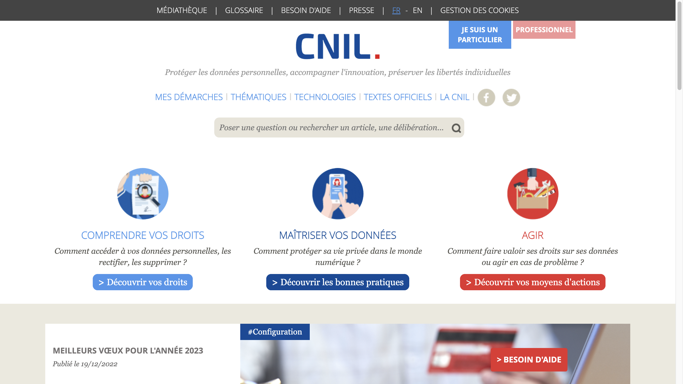 MÉDIATHÈQUE | GLOSSAIRE | BESOIN D'AIDE | PRESSE | FR - EN | GESTION DES COOKIES
JE SUIS UN PARTICULIER
PROFESSIONNEL
CNIL.
Protéger les données personnelles, accompagner l'innovation, préserver les libertés individuelles
MES DÉMARCHES | THÉMATIQUES | TECHNOLOGIES | TEXTES OFFICIELS | LA CNIL |
Poser une question ou rechercher un article, une délibération...
COMPRENDRE VOS DROITS
Comment accéder à vos données personnelles, les
rectifier, les supprimer ?
> Découvrir vos droits
MAÎTRISER VOS DONNÉES
Comment protéger sa vie privée dans le monde
numérique ?
> Découvrir les bonnes pratiques
AGIR
Comment faire valoir ses droits sur ses données
ou agir en cas de problème ?
> Découvrir vos moyens d'actions
MEILLEURS VŒUX POUR L'ANNÉE 2023
Publié le 19/12/2022
#Configuration
> BESOIN D'AIDE